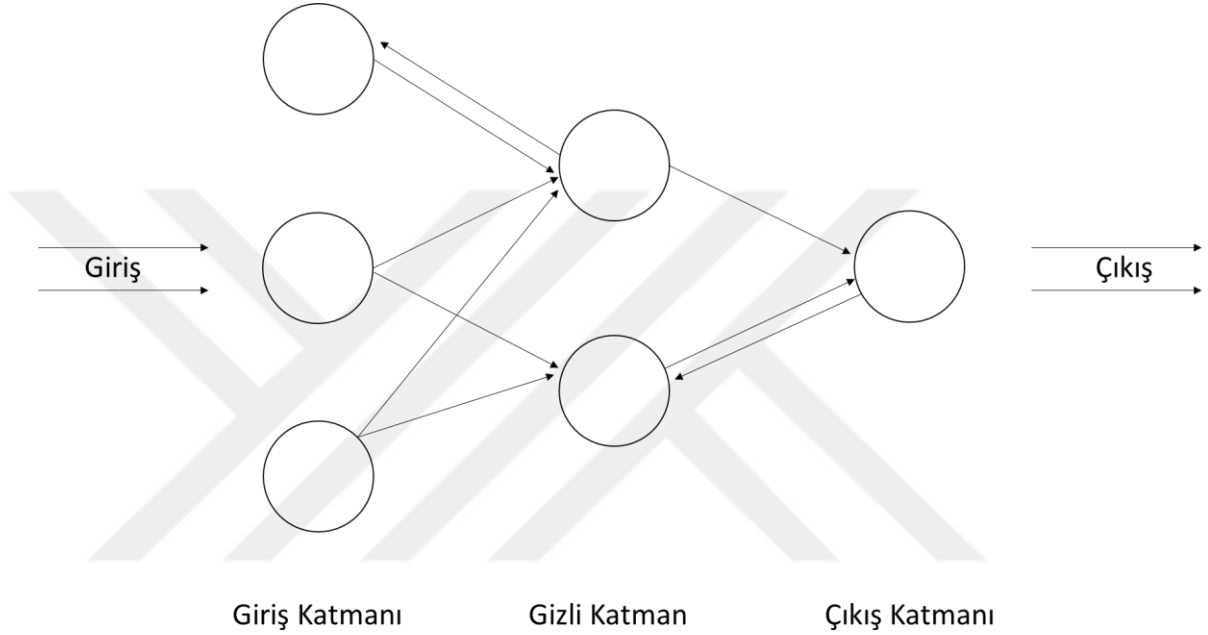 Giriş
Çıkış
Giriş Katmanı
Gizli Katman
Çıkış Katmanı